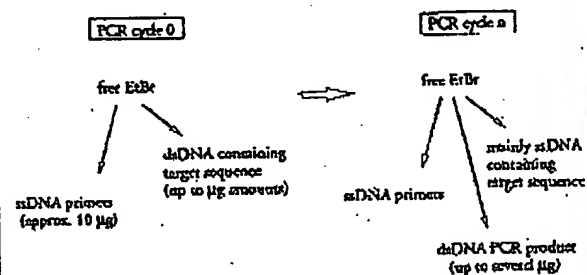 PCR cycle 0
free EtBr
dsDNA containing
target sequence
(up to µg amounts)
ssDNA primers
(approx. 10 µg)
PCR cycle n
free EtBr
mainly ssDNA
containing
target sequence
ssDNA primers
dsDNA PCR product
(up to several µg)